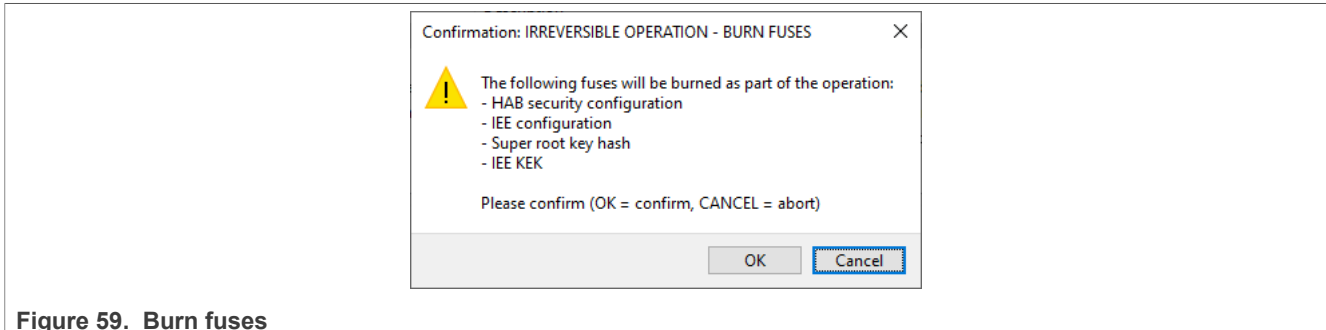 Confirmation: IRREVERSIBLE OPERATION - BURN FUSES
The following fuses will be burned as part of the operation:
- HAB security configuration
- IEE configuration
- Super root key hash
- IEE KEK
Please confirm (OK = confirm, CANCEL = abort)
OK Cancel
Figure 59. Burn fuses